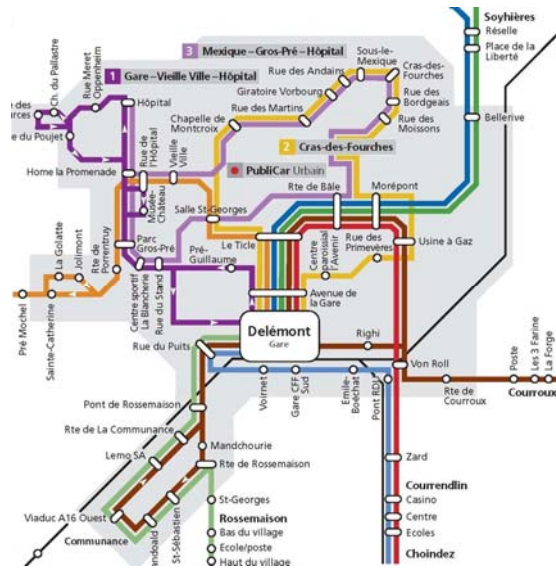 Soyhières
Réselle
Place de
la Liberté
Bellerive
3 Mexique – Gros-Pré – Hôpital
Sous-le-
Mexique
Cras-des-
Fourches
Rue des Andains
Giratoire Vorbourg
Rue des
Bordgeais
Rue des Martins
Rue des
Moissons
Chapelle de
Montcroix
1 Gare – Vieille Ville – Hôpital
Rue Meret
Oppenheim
Ch. du Palastre
Hôpital
Home la Promenade
Rue de
l'Hôpital
Vieille
Ville
Musée-
Château
2 Cras-des-Fourches
PubliCar Urbain
Rte de Bâle
Morépont
Salle St-Georges
Le Ticle
Usine à Gaz
Centre
paroissial
Avenir
Rue des
Primevères
Parc
Gros-Pré
Pré-
Guillaume
Centre sportif
La Blancherie
Rue du Stand
Avenue de
la Gare
La Golatte
Jolimont
Rte de
Porrentruy
Pré Mochel
Sainte-Catherine
Delémont
Gare
Righi
Rue du Puits
Voirnet
Gare CFF
Sud
Emile-
Boéchat
Pont RDU
Von Roll
Rte de
Courroux
Poste
Les 3 Farine
La Forge
Courroux
Pont de Rossemaison
Rte de La Communance
Lemo SA
Mandchourie
Rte de Rossemaison
Viaduc A16 Ouest
Communance
St-Sébastien
St-Georges
Rossemaison
Bas du village
Ecole/poste
Haut du village
Zard
Courrendlin
Casino
Centre
Ecoles
Choindez